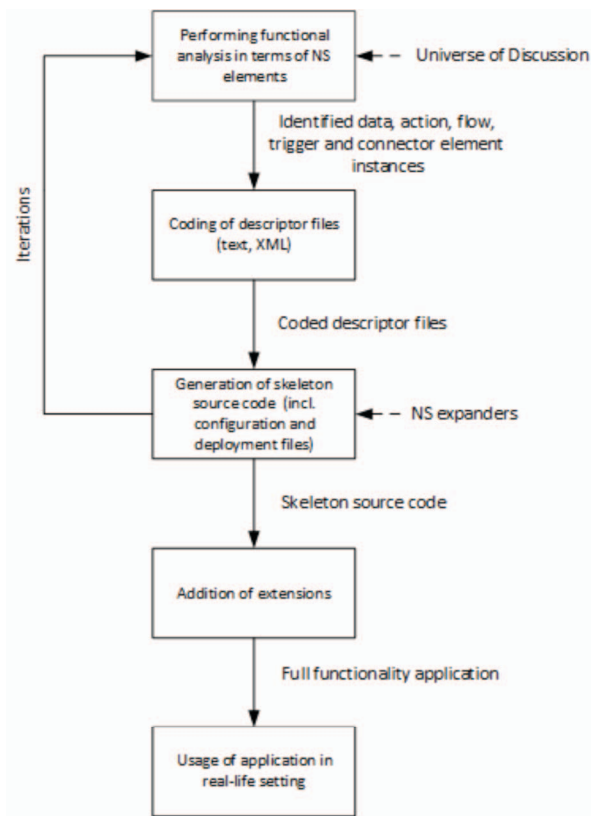 Performing functional
analysis in terms of NS
elements
Universe of Discussion
Identified data, action, flow,
trigger and connector element
instances
Iterations
Coding of descriptor files
(text, XML)
Coded descriptor files
Generation of skeleton
source code (incl.
configuration and
deployment files)
NS expanders
Skeleton source code
Addition of extensions
Full functionality application
Usage of application in
real-life setting